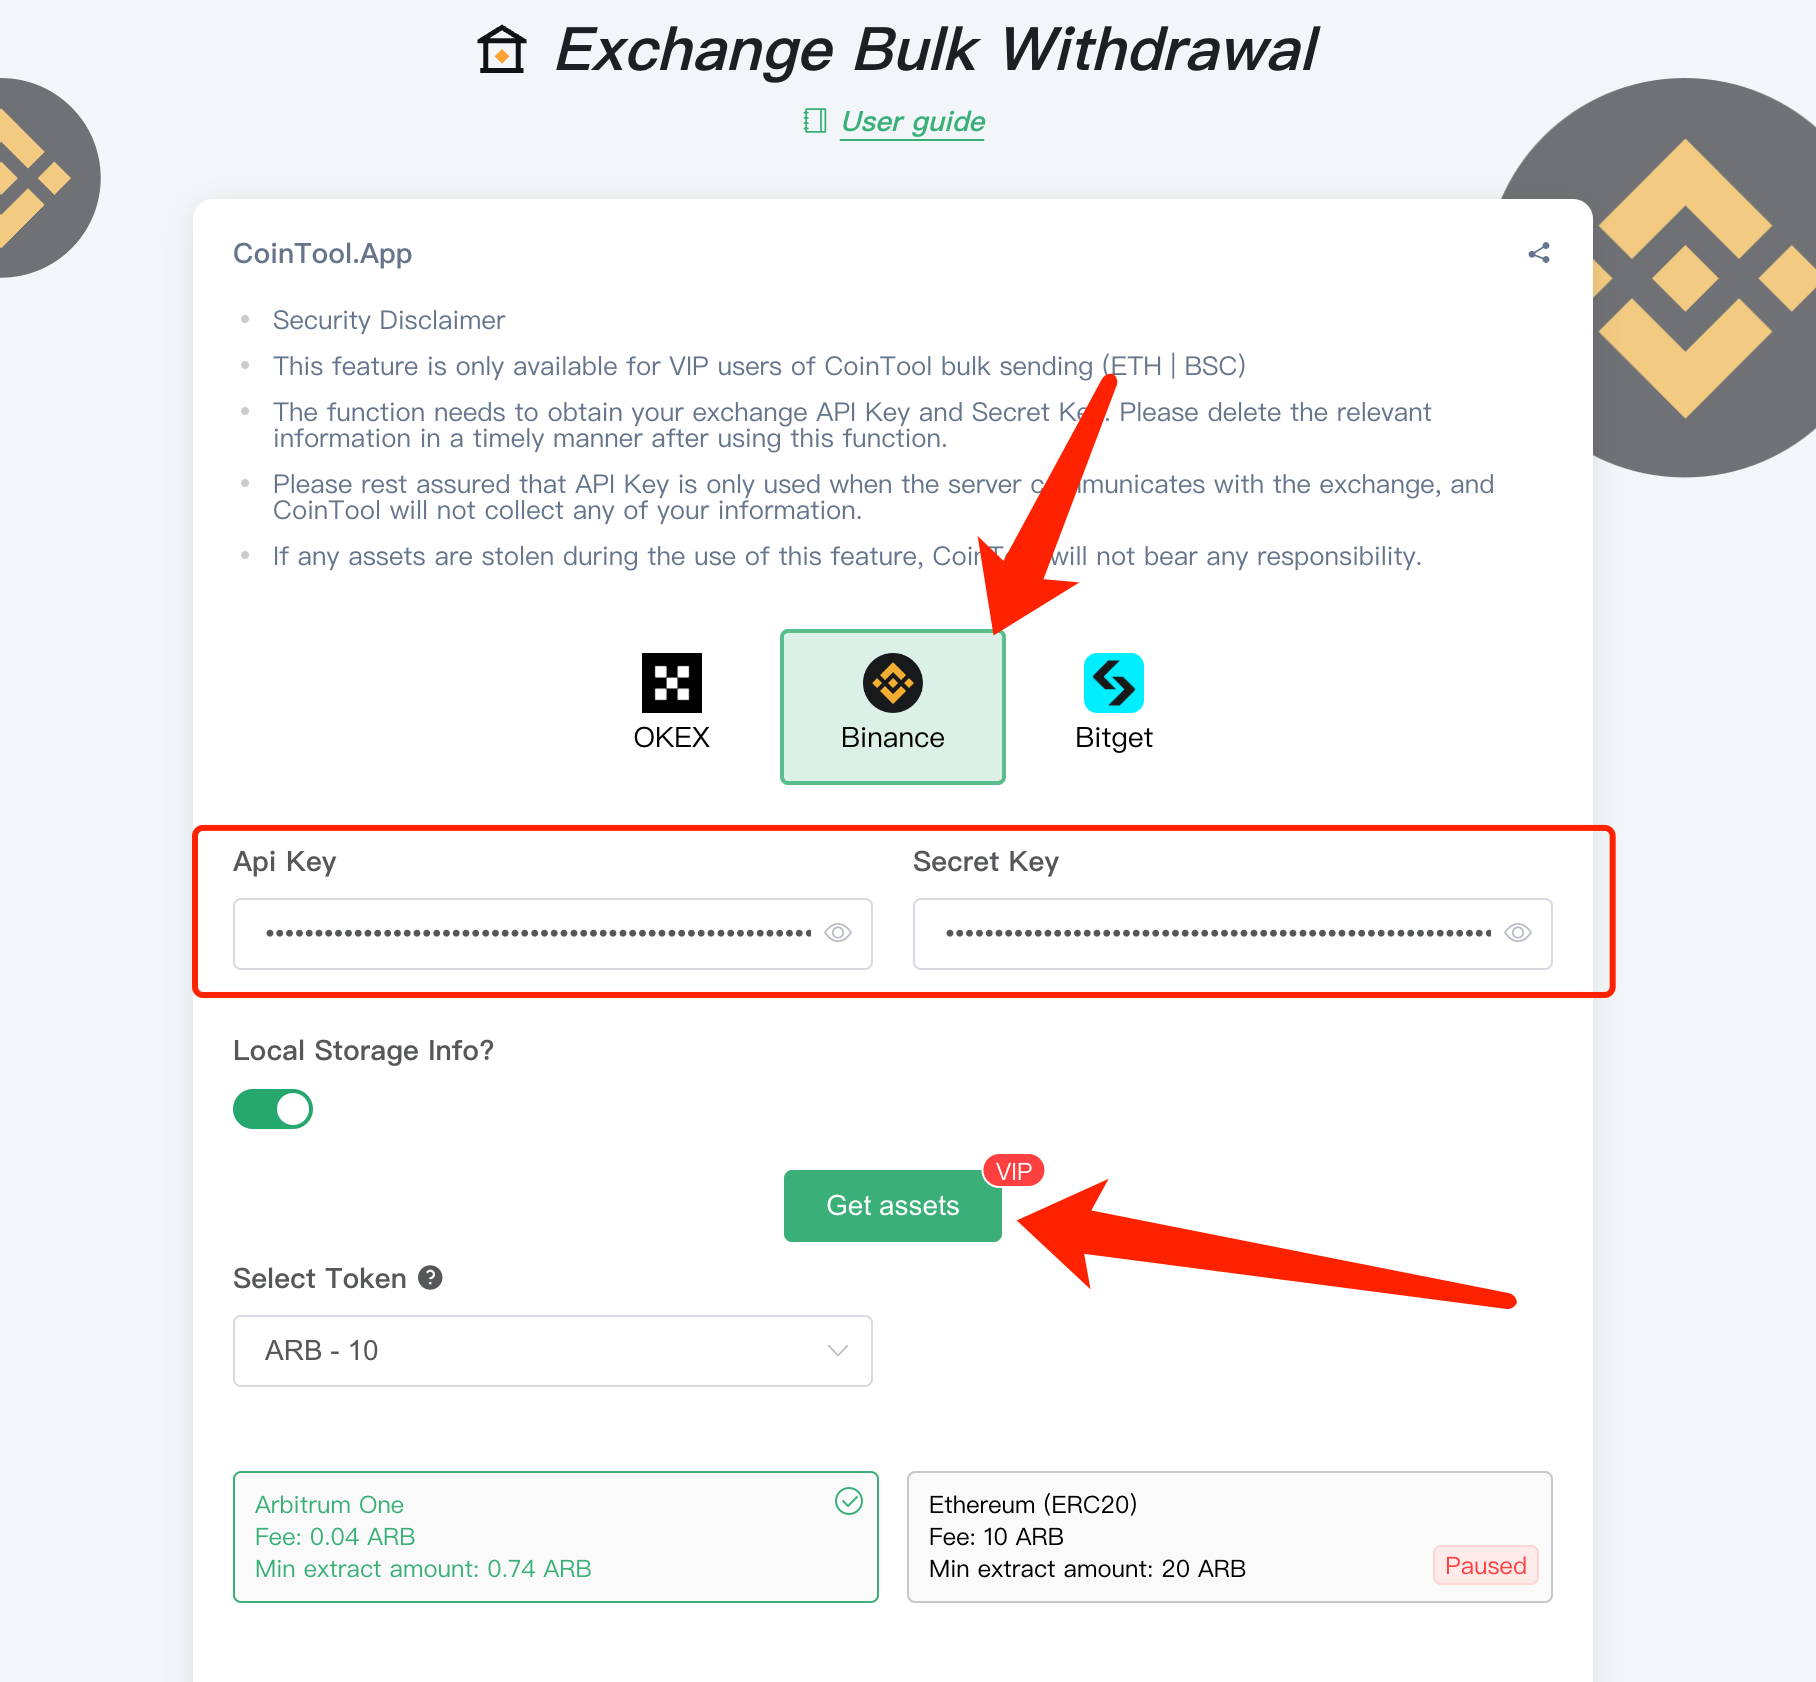 Exchange Bulk Withdrawal
User guide
CoinTool.App
Security Disclaimer
This feature is only available for VIP users of CoinTool bulk sending (ETH | BSC)
The function needs to obtain your exchange API Key and Secret Key. Please delete the relevant
information in a timely manner after using this function.
Please rest assured that API Key is only used when the server communicates with the exchange, and
CoinTool will not collect any of your information.
If any assets are stolen during the use of this feature, CoinTool will not bear any responsibility.
OKEX
Binance
Bitget
Api Key
Secret Key
Local Storage Info?
VIP
Get assets
Select Token ?
ARB - 10
Arbitrum One
Fee: 0.04 ARB
Min extract amount: 0.74 ARB
Ethereum (ERC20)
Fee: 10 ARB
Min extract amount: 20 ARB
Paused